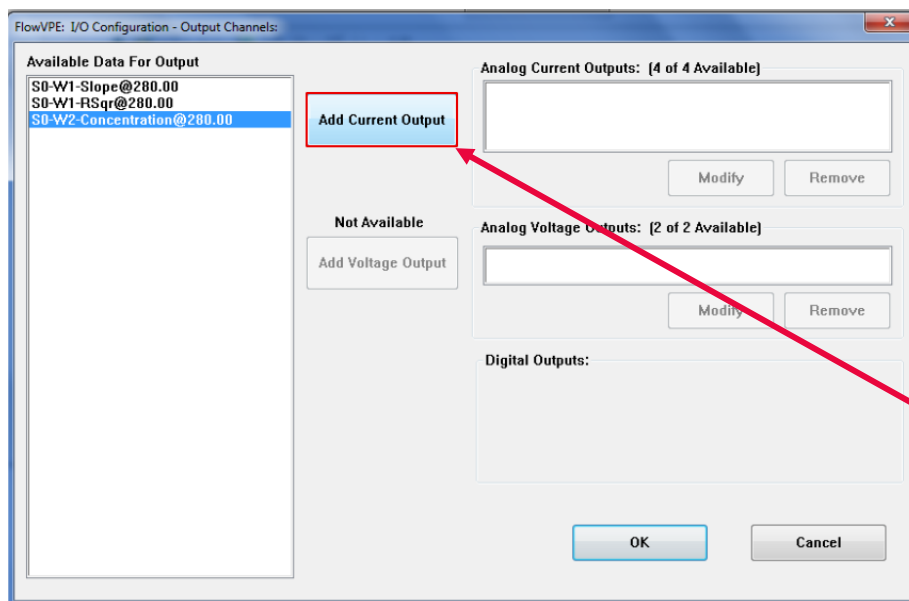 FlowVPE: I/O Configuration - Output Channels:
x
Available Data For Output
S0-W1-Slope@280.00
S0-W1-RSqr@280.00
S0-W2-Concentration@280.00
Add Current Output
Not Available
Add Voltage Output
Analog Current Outputs: (4 of 4 Available)
Modify Remove
Analog Voltage Outputs: (2 of 2 Available)
Modify Remove
Digital Outputs:
OK Cancel